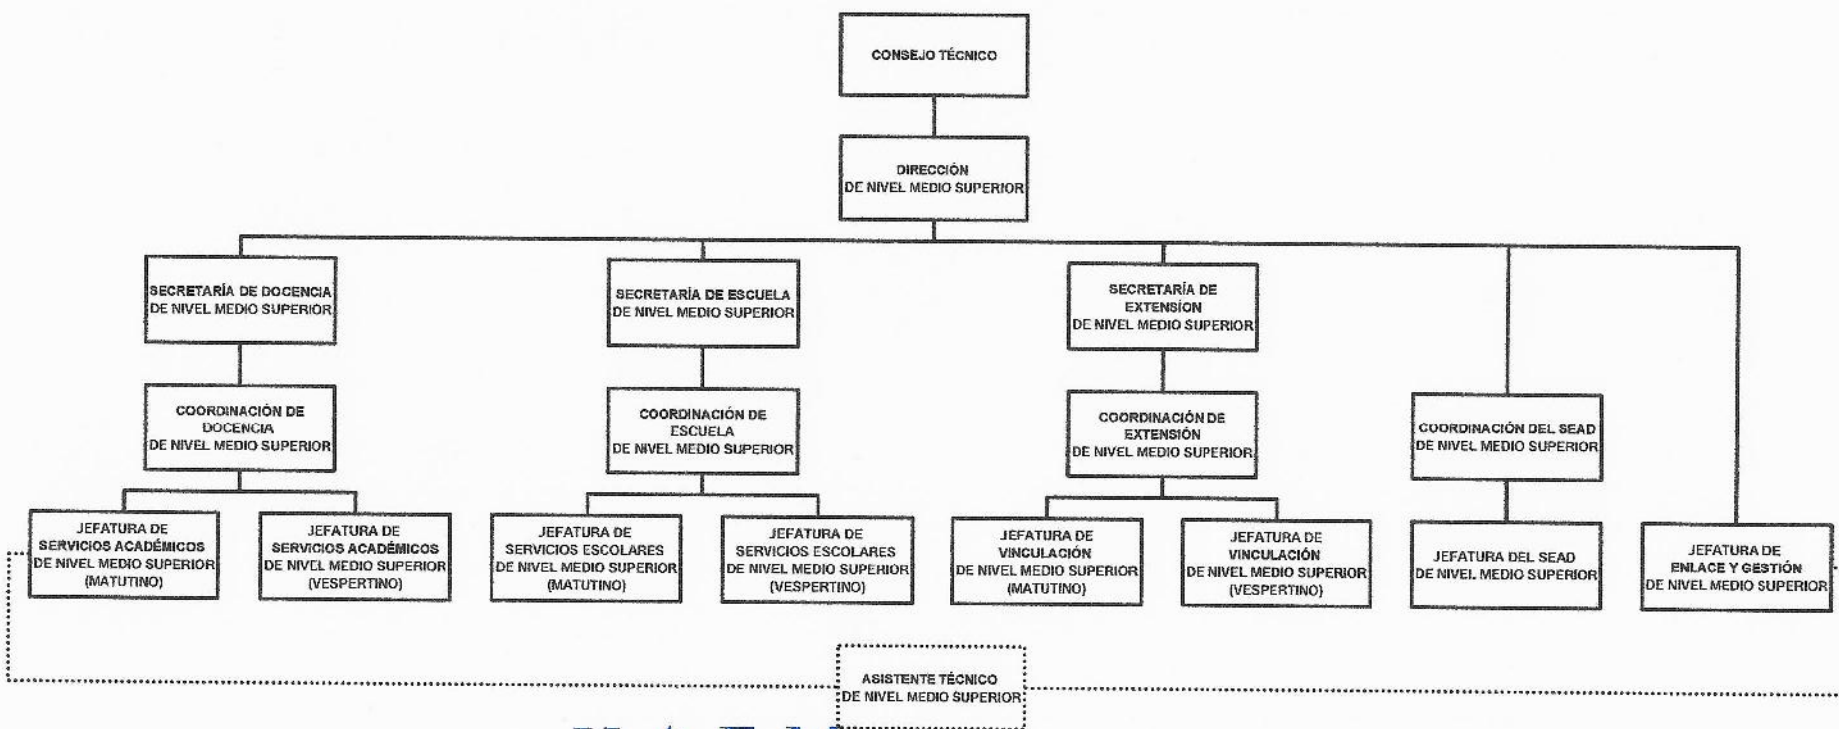 CONSEJO TÉCNICO
DIRECCIÓN
DE NIVEL MEDIO SUPERIOR
SECRETARÍA DE DOCENCIA
DE NIVEL MEDIO SUPERIOR
SECRETARÍA DE ESCUELA
DE NIVEL MEDIO SUPERIOR
SECRETARÍA DE
EXTENSÍON
DE NIVEL MEDIO SUPERIOR
COORDINACIÓN DE
DOCENCIA
DE NIVEL MEDIO SUPERIOR
COORDINACIÓN DE
ESCUELA
DE NIVEL MEDIO SUPERIOR
COORDINACIÓN DE
EXTENSIÓN
DE NIVEL MEDIO SUPERIOR
COORDINACIÓN DEL SEAD
DE NIVEL MEDIO SUPERIOR
JEFATURA DE
SERVICIOS ACADÉMICOS
DE NIVEL MEDIO SUPERIOR
(MATUTINO)
JEFATURA DE
SERVICIOS ACADÉMICOS
DE NIVEL MEDIO SUPERIOR
(VESPERTINO)
JEFATURA DE
SERVICIOS ESCOLARES
DE NIVEL MEDIO SUPERIOR
(MATUTINO)
JEFATURA DE
SERVICIOS ESCOLARES
DE NIVEL MEDIO SUPERIOR
(VESPERTINO)
JEFATURA DE
VINCULACIÓN
DE NIVEL MEDIO SUPERIOR
(MATUTINO)
JEFATURA DE
VINCULACIÓN
DE NIVEL MEDIO SUPERIOR
(VESPERTINO)
JEFATURA DEL SEAD
DE NIVEL MEDIO SUPERIOR
JEFATURA DE
ENLACE Y GESTIÓN
DE NIVEL MEDIO SUPERIOR
ASISTENTE TÉCNICO
DE NIVEL MEDIO SUPERIOR